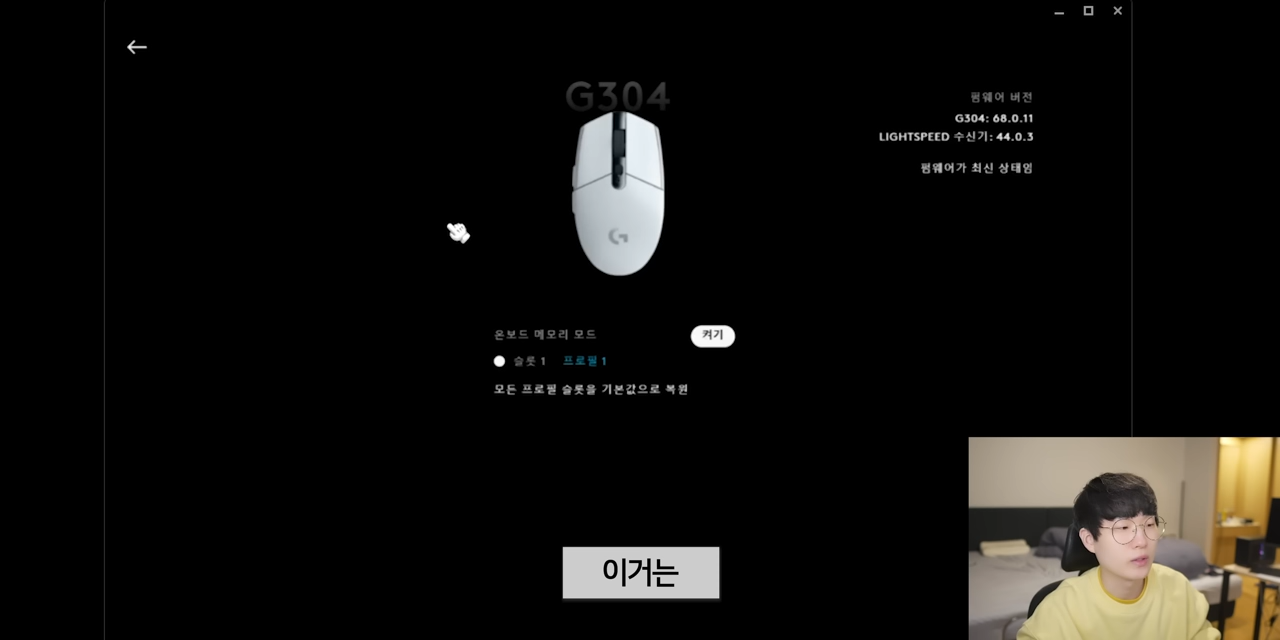 G304
펌웨어 버전
G304: 68.0.11
LIGHTSPEED 수신기: 44.0.3
펌웨어가 최신 상태임
온보드 메모리 모드
켜기
슬롯 1 프로필 1
모든 프로필 슬롯을 기본값으로 복원
이거는